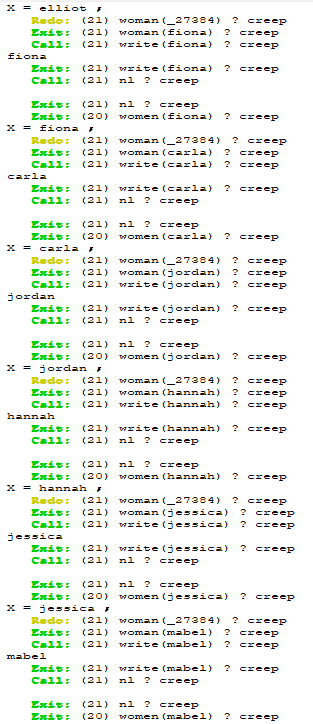 X = elliot ;
Redo: (21) woman(_27384) ? creep
Exit: (21) woman(fiona) ? creep
Call: (21) write(fiona) ? creep
fiona
Exit: (21) write(fiona) ? creep
Call: (21) nl ? creep
Exit: (21) nl ? creep
Exit: (20) women(fiona) ? creep
X = fiona ;
Redo: (21) woman(_27384) ? creep
Exit: (21) woman(carla) ? creep
Call: (21) write(carla) ? creep
carla
Exit: (21) write(carla) ? creep
Call: (21) nl ? creep
Exit: (21) nl ? creep
Exit: (20) women(carla) ? creep
X = carla ;
Redo: (21) woman(_27384) ? creep
Exit: (21) woman(jordan) ? creep
Call: (21) write(jordan) ? creep
jordan
Exit: (21) write(jordan) ? creep
Call: (21) nl ? creep
Exit: (21) nl ? creep
Exit: (20) women(jordan) ? creep
X = jordan ;
Redo: (21) woman(_27384) ? creep
Exit: (21) woman(hannah) ? creep
Call: (21) write(hannah) ? creep
hannah
Exit: (21) write(hannah) ? creep
Call: (21) nl ? creep
Exit: (21) nl ? creep
Exit: (20) women(hannah) ? creep
X = hannah ;
Redo: (21) woman(_27384) ? creep
Exit: (21) woman(jessica) ? creep
Call: (21) write(jessica) ? creep
jessica
Exit: (21) write(jessica) ? creep
Call: (21) nl ? creep
Exit: (21) nl ? creep
Exit: (20) women(jessica) ? creep
X = jessica ;
Redo: (21) woman(_27384) ? creep
Exit: (21) woman(mabel) ? creep
Call: (21) write(mabel) ? creep
mabel
Exit: (21) write(mabel) ? creep
Call: (21) nl ? creep
Exit: (21) nl ? creep
Exit: (20) women(mabel) ? creep